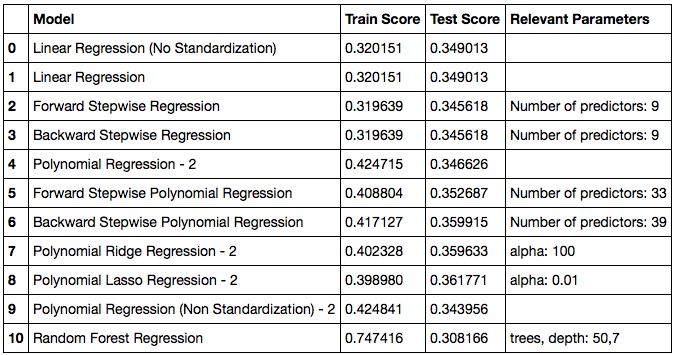 Model Train Score Test Score Relevant Parameters
0 Linear Regression (No Standardization) 0.320151 0.349013
1 Linear Regression 0.320151 0.349013
2 Forward Stepwise Regression 0.319639 0.345618 Number of predictors: 9
3 Backward Stepwise Regression 0.319639 0.345618 Number of predictors: 9
4 Polynomial Regression - 2 0.424715 0.346626
5 Forward Stepwise Polynomial Regression 0.408804 0.352687 Number of predictors: 33
6 Backward Stepwise Polynomial Regression 0.417127 0.359915 Number of predictors: 39
7 Polynomial Ridge Regression - 2 0.402328 0.359633 alpha: 100
8 Polynomial Lasso Regression - 2 0.398980 0.361771 alpha: 0.01
9 Polynomial Regression (Non Standardization) - 2 0.424841 0.343956
10 Random Forest Regression 0.747416 0.308166 trees, depth: 50,7